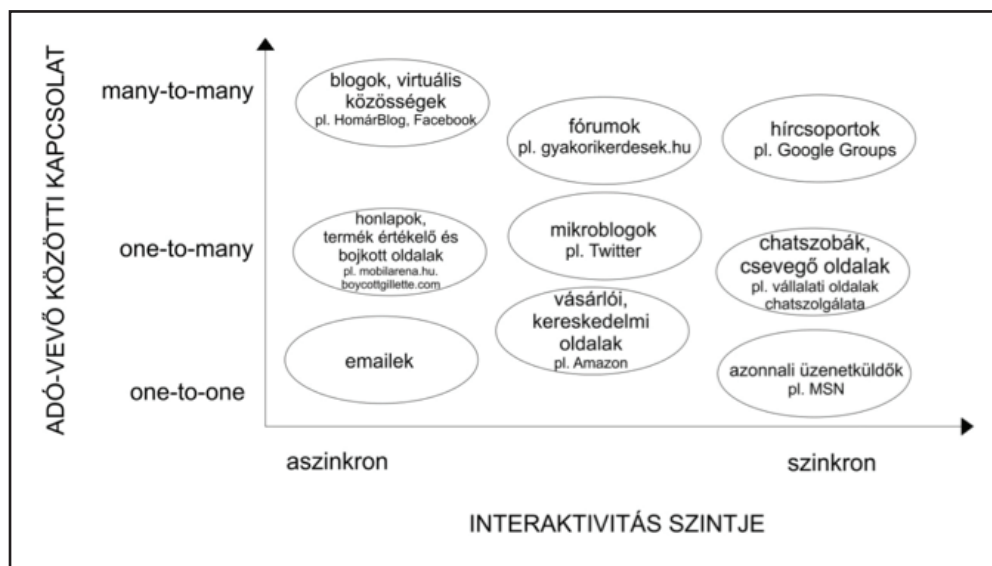 ADÓ-VEVŐ KÖZÖTTI KAPCSOLAT
many-to-many
one-to-many
one-to-one
blogok, virtuális
közösségek
pl. HomárBlog, Facebook
fórumok
pl. gyakorikerdesek.hu
hírcsoportok
pl. Google Groups
honlapok,
termék értékelő és
bojkott oldalak
pl. mobilarena.hu.
boycottgillette.com
mikroblogok
pl. Twitter
chatszobák,
csevegő oldalak
pl. vállalati oldalak
chatszolgálata
emailek
vásárlói,
kereskedelmi
oldalak
pl. Amazon
azonnali üzenetküldők
pl. MSN
aszinkron
szinkron
INTERAKTIVITÁS SZINTJE